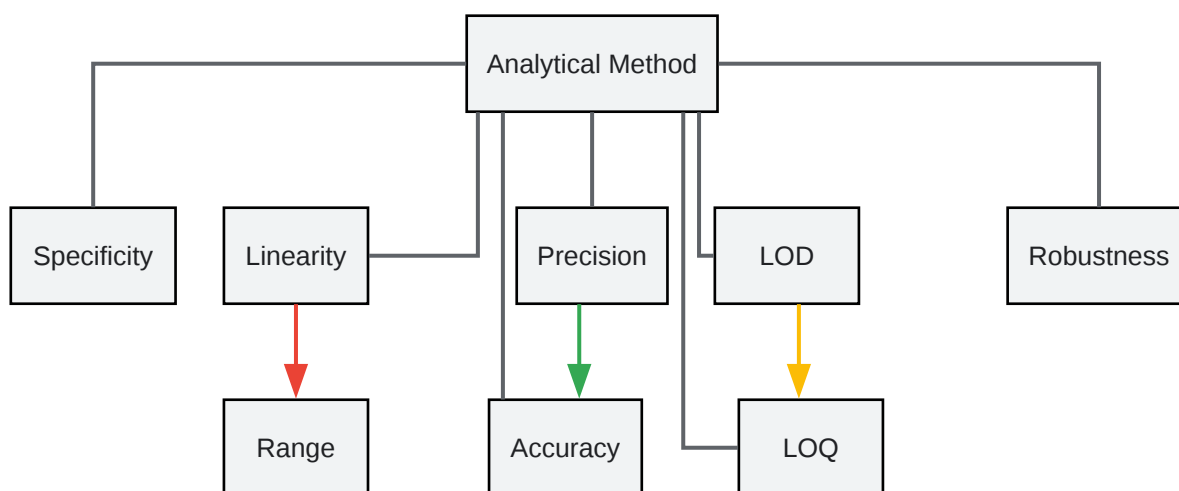 Analytical Method
Specificity
Linearity
Precision
LOD
Robustness
Range
Accuracy
LOQ